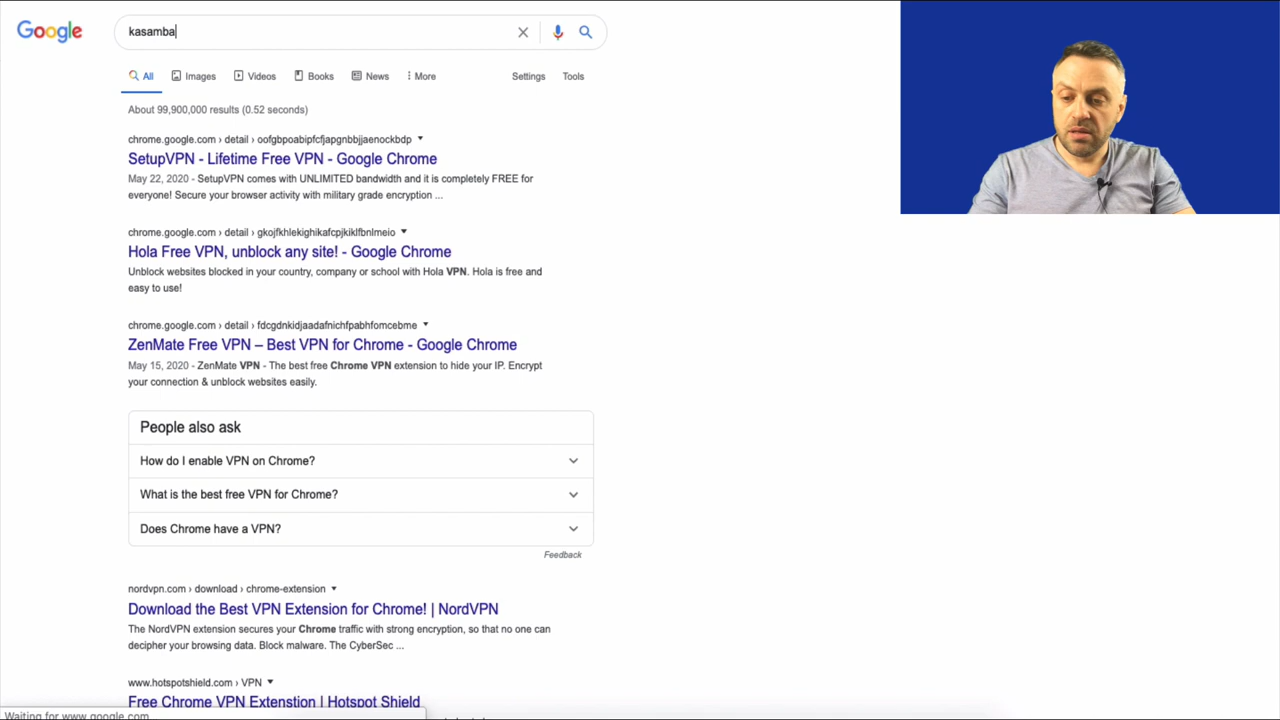 Google
kasamba
All Images Videos Books News More Settings Tools
About 99,900,000 results (0.52 seconds)
chrome.google.com › detail › oofgbpoabipfcfjapgnbbjjaenockbdp
SetupVPN - Lifetime Free VPN - Google Chrome
May 22, 2020 - SetupVPN comes with UNLIMITED bandwidth and it is completely FREE for
everyone! Secure your browser activity with military grade encryption ...
chrome.google.com › detail › gkojfkhlekighikafcpjkiklfbnlmeio
Hola Free VPN, unblock any site! - Google Chrome
Unblock websites blocked in your country, company or school with Hola VPN. Hola is free and
easy to use!
chrome.google.com › detail › fdcgdnkidjaadafnichfpabhfomcebme
ZenMate Free VPN – Best VPN for Chrome - Google Chrome
May 15, 2020 - ZenMate VPN - The best free Chrome VPN extension to hide your IP. Encrypt
your connection & unblock websites easily.
People also ask
How do I enable VPN on Chrome?
What is the best free VPN for Chrome?
Does Chrome have a VPN?
Feedback
nordvpn.com › download › chrome-extension
Download the Best VPN Extension for Chrome! | NordVPN
The NordVPN extension secures your Chrome traffic with strong encryption, so that no one can
decipher your browsing data. Block malware. The CyberSec ...
www.hotspotshield.com › VPN
Free Chrome VPN Extenstion | Hotspot Shield
Waiting for www.google.com...